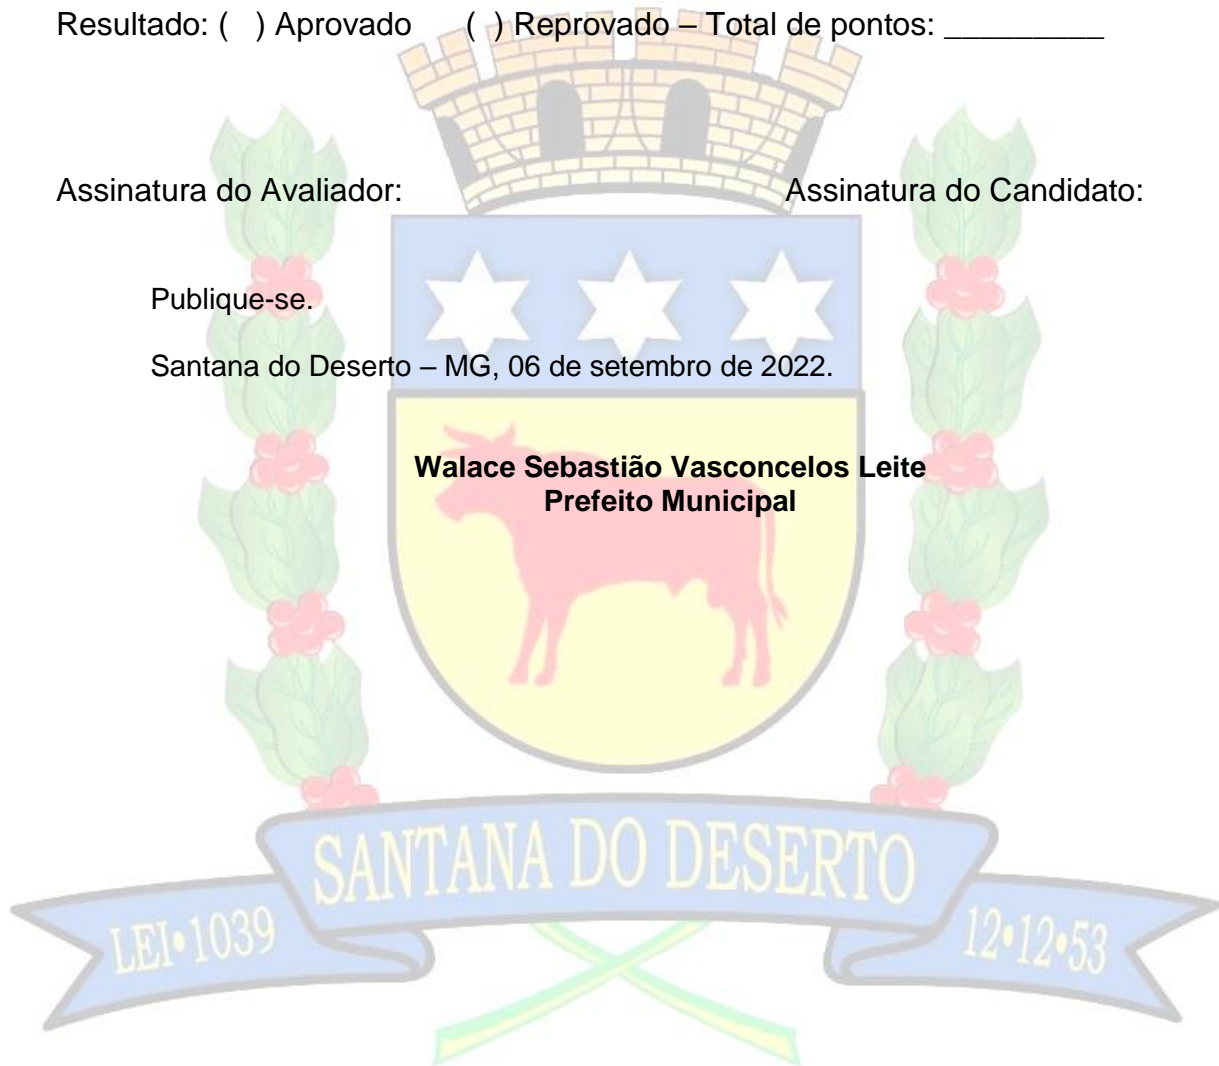 Resultado: (   ) Aprovado      (  ) Reprovado – Total de pontos: _________
Assinatura do Avaliador:                                              Assinatura do Candidato:
Publique-se.
Santana do Deserto – MG, 06 de setembro de 2022.
Walace Sebastião Vasconcelos Leite
Prefeito Municipal
SANTANA DO DESERTO
LEI•1039
12•12•53